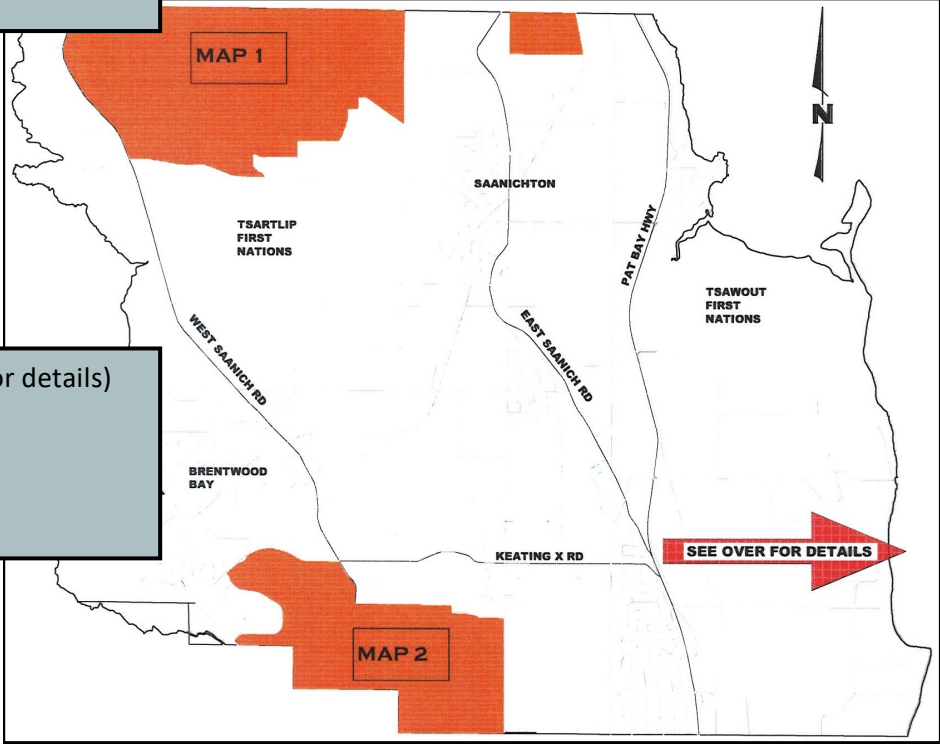 MAP 1
N
SAANICHTON
TSARTLIP
FIRST
NATIONS
PAT BAY HWY
TSAWOUT
FIRST
NATIONS
WEST SAANICH RD
EAST SAANICH RD
or details)
BRENTWOOD
BAY
KEATING X RD
SEE OVER FOR DETAILS
MAP 2